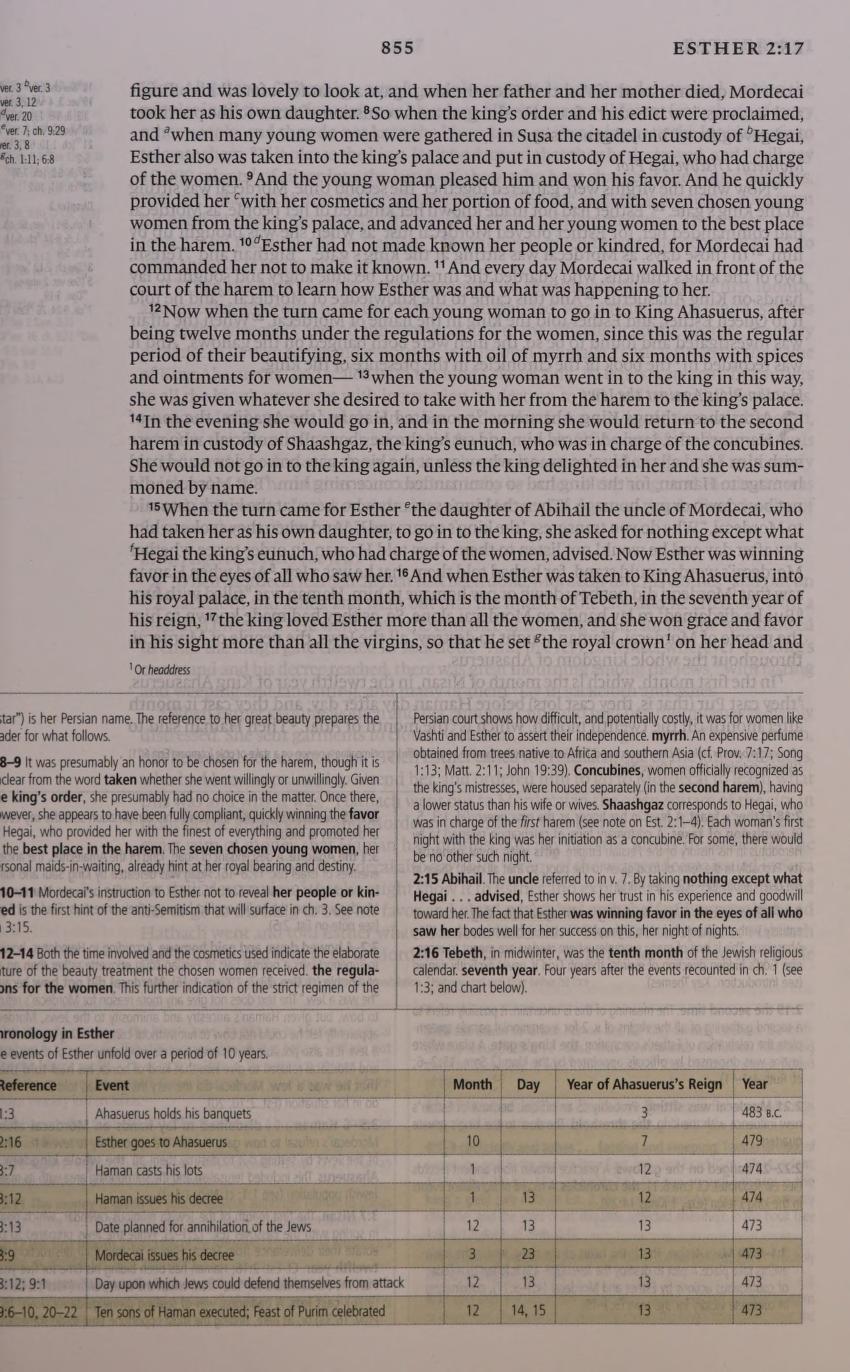 855 ESTHER 2:17
ver. 3 ᵇver. 3
ver. 3, 12
ᵈver. 20
ᵉver. 7; ch. 9:29
ver. 3, 8
ᵍch. 1:11; 6:8
figure and was lovely to look at, and when her father and her mother died, Mordecai
took her as his own daughter. ⁸So when the king's order and his edict were proclaimed,
and ᵃwhen many young women were gathered in Susa the citadel in custody of ᵇHegai,
Esther also was taken into the king's palace and put in custody of Hegai, who had charge
of the women. ⁹And the young woman pleased him and won his favor. And he quickly
provided her ᶜwith her cosmetics and her portion of food, and with seven chosen young
women from the king's palace, and advanced her and her young women to the best place
in the harem. ¹⁰ᵈEsther had not made known her people or kindred, for Mordecai had
commanded her not to make it known. ¹¹And every day Mordecai walked in front of the
court of the harem to learn how Esther was and what was happening to her.
¹²Now when the turn came for each young woman to go in to King Ahasuerus, after
being twelve months under the regulations for the women, since this was the regular
period of their beautifying, six months with oil of myrrh and six months with spices
and ointments for women— ¹³when the young woman went in to the king in this way,
she was given whatever she desired to take with her from the harem to the king's palace.
¹⁴In the evening she would go in, and in the morning she would return to the second
harem in custody of Shaashgaz, the king's eunuch, who was in charge of the concubines.
She would not go in to the king again, unless the king delighted in her and she was sum-
moned by name.
¹⁵When the turn came for Esther ᵉthe daughter of Abihail the uncle of Mordecai, who
had taken her as his own daughter, to go in to the king, she asked for nothing except what
ᶠHegai the king's eunuch, who had charge of the women, advised. Now Esther was winning
favor in the eyes of all who saw her. ¹⁶And when Esther was taken to King Ahasuerus, into
his royal palace, in the tenth month, which is the month of Tebeth, in the seventh year of
his reign, ¹⁷the king loved Esther more than all the women, and she won grace and favor
in his sight more than all the virgins, so that he set ᵍthe royal crown¹ on her head and
¹ Or headdress
star") is her Persian name. The reference to her great beauty prepares the
ader for what follows.
8–9 It was presumably an honor to be chosen for the harem, though it is
clear from the word taken whether she went willingly or unwillingly. Given
e king's order, she presumably had no choice in the matter. Once there,
wever, she appears to have been fully compliant, quickly winning the favor
Hegai, who provided her with the finest of everything and promoted her
the best place in the harem. The seven chosen young women, her
rsonal maids-in-waiting, already hint at her royal bearing and destiny.
10–11 Mordecai's instruction to Esther not to reveal her people or kin-
ed is the first hint of the anti-Semitism that will surface in ch. 3. See note
3:15.
12–14 Both the time involved and the cosmetics used indicate the elaborate
ture of the beauty treatment the chosen women received. the regula-
ons for the women. This further indication of the strict regimen of the
Persian court shows how difficult, and potentially costly, it was for women like
Vashti and Esther to assert their independence. myrrh. An expensive perfume
obtained from trees native to Africa and southern Asia (cf. Prov. 7:17; Song
1:13; Matt. 2:11; John 19:39). Concubines, women officially recognized as
the king's mistresses, were housed separately (in the second harem), having
a lower status than his wife or wives. Shaashgaz corresponds to Hegai, who
was in charge of the first harem (see note on Est. 2:1–4). Each woman's first
night with the king was her initiation as a concubine. For some, there would
be no other such night.
2:15 Abihail. The uncle referred to in v. 7. By taking nothing except what
Hegai . . . advised, Esther shows her trust in his experience and goodwill
toward her. The fact that Esther was winning favor in the eyes of all who
saw her bodes well for her success on this, her night of nights.
2:16 Tebeth, in midwinter, was the tenth month of the Jewish religious
calendar. seventh year. Four years after the events recounted in ch. 1 (see
1:3; and chart below).
hronology in Esther
e events of Esther unfold over a period of 10 years.
Reference Event Month Day Year of Ahasuerus's Reign Year
1:3 Ahasuerus holds his banquets 3 483 B.C.
2:16 Esther goes to Ahasuerus 10 7 479
3:7 Haman casts his lots 1 12 474
3:12 Haman issues his decree 1 13 12 474
3:13 Date planned for annihilation of the Jews 12 13 13 473
8:9 Mordecai issues his decree 3 23 13 473
8:12; 9:1 Day upon which Jews could defend themselves from attack 12 13 13 473
9:6–10, 20–22 Ten sons of Haman executed; Feast of Purim celebrated 12 14, 15 13 473